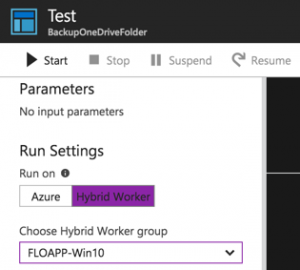 Test
BackupOneDriveFolder
Start Stop Suspend Resume
Parameters
No input parameters
Run Settings
Run on
Azure Hybrid Worker
Choose Hybrid Worker group
FLOAPP-Win10